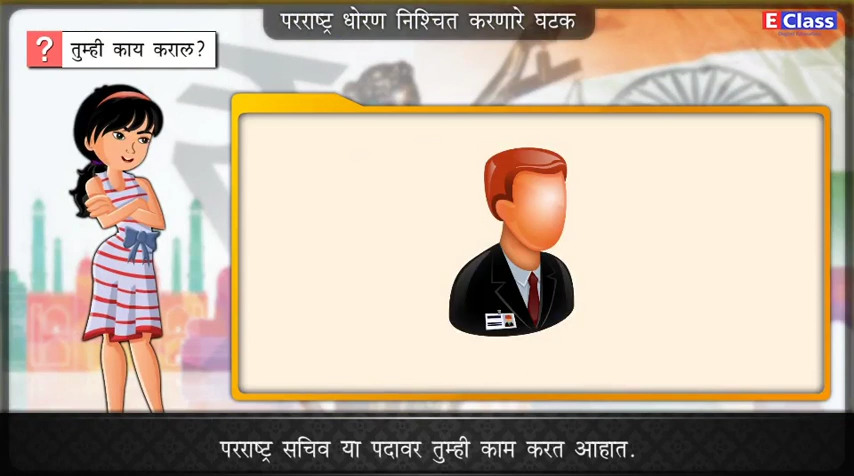 परराष्ट्र धोरण निश्चित करणारे घटक
E Class
? तुम्ही काय कराल?
परराष्ट्र सचिव या पदावर तुम्ही काम करत आहात.